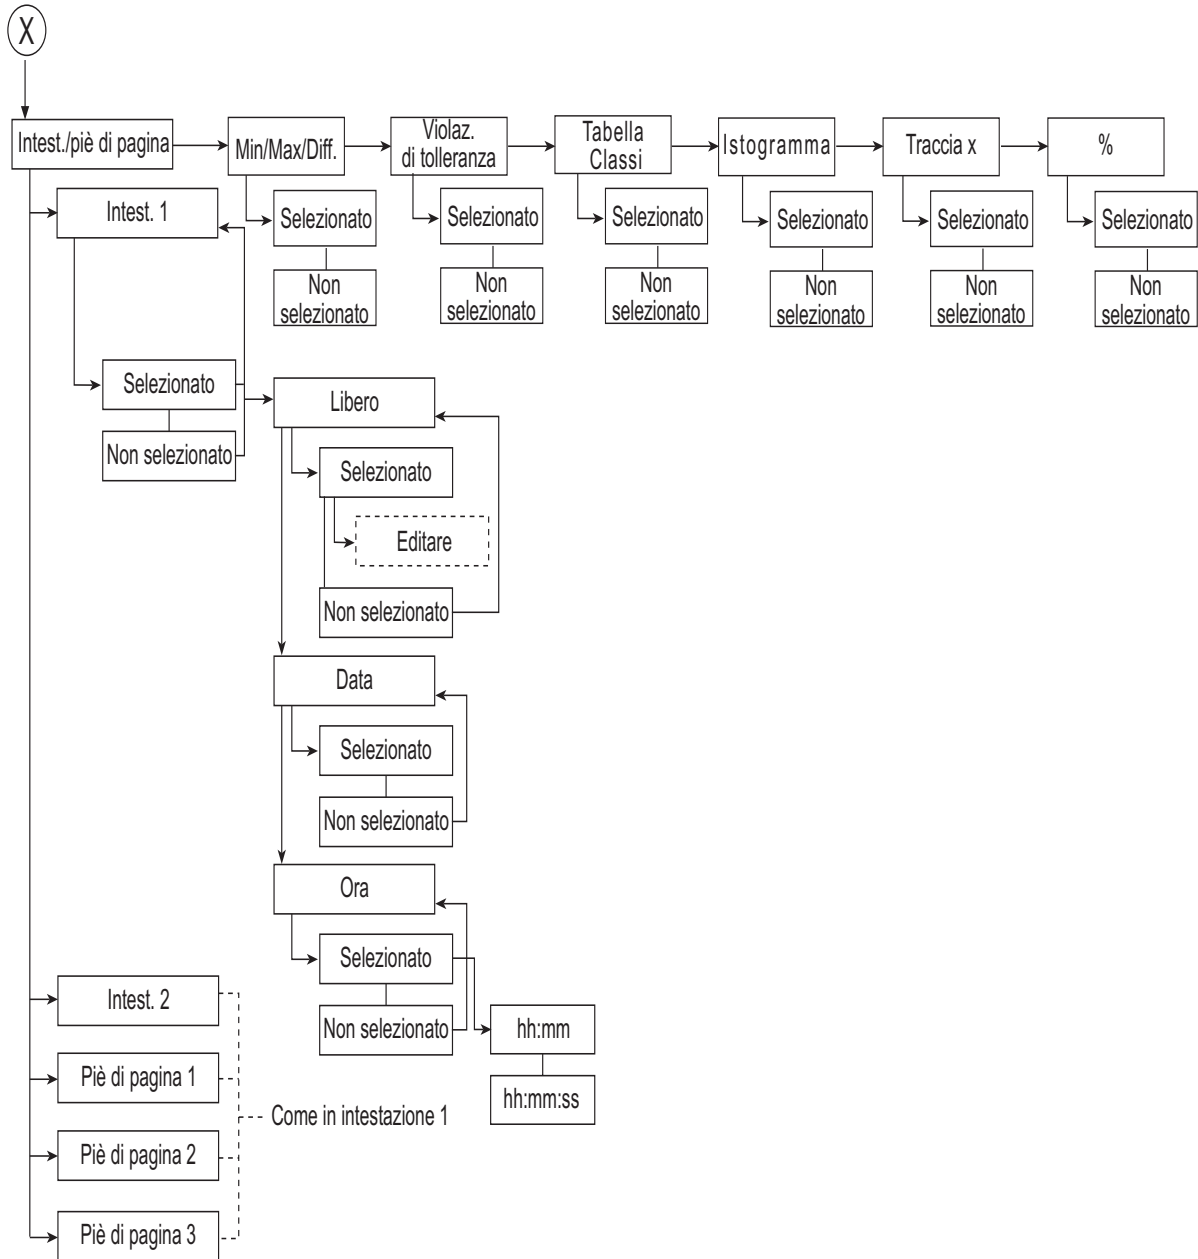 X
Intest./piè di pagina
Min/Max/Diff.
Violaz.
di tolleranza
Tabella
Classi
Istogramma
Traccia x
%
Intest. 1
Selezionato
Selezionato
Selezionato
Selezionato
Selezionato
Selezionato
Non
selezionato
Non
selezionato
Non
selezionato
Non
selezionato
Non
selezionato
Non
selezionato
Selezionato
Non selezionato
Libero
Selezionato
Editare
Non selezionato
Data
Selezionato
Non selezionato
Ora
Selezionato
Non selezionato
hh:mm
hh:mm:ss
Intest. 2
Piè di pagina 1
Piè di pagina 2
Piè di pagina 3
Come in intestazione 1